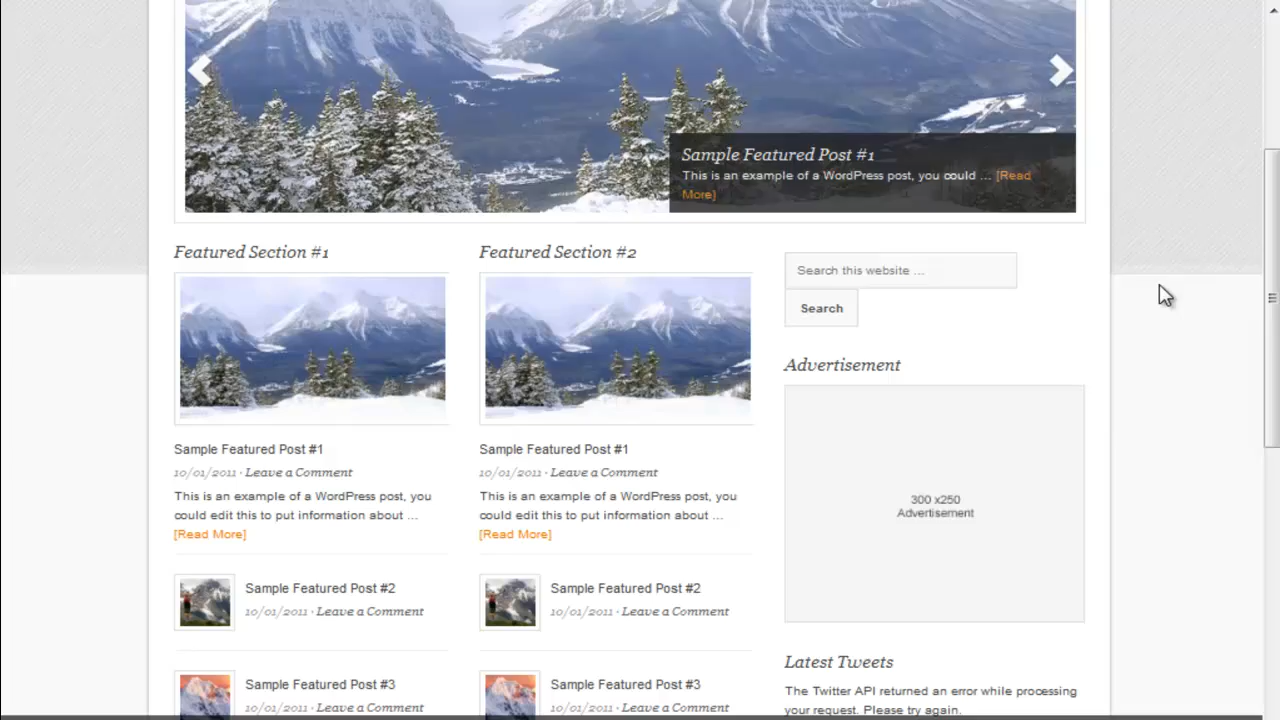 Sample Featured Post #1
This is an example of a WordPress post, you could ... [Read
More]
Featured Section #1
Sample Featured Post #1
10/01/2011 · Leave a Comment
This is an example of a WordPress post, you
could edit this to put information about ...
[Read More]
Sample Featured Post #2
10/01/2011 · Leave a Comment
Sample Featured Post #3
10/01/2011 · Leave a Comment
Featured Section #2
Sample Featured Post #1
10/01/2011 · Leave a Comment
This is an example of a WordPress post, you
could edit this to put information about ...
[Read More]
Sample Featured Post #2
10/01/2011 · Leave a Comment
Sample Featured Post #3
10/01/2011 · Leave a Comment
Search this website ...
Search
Advertisement
300 x250
Advertisement
Latest Tweets
The Twitter API returned an error while processing
your request. Please try again.